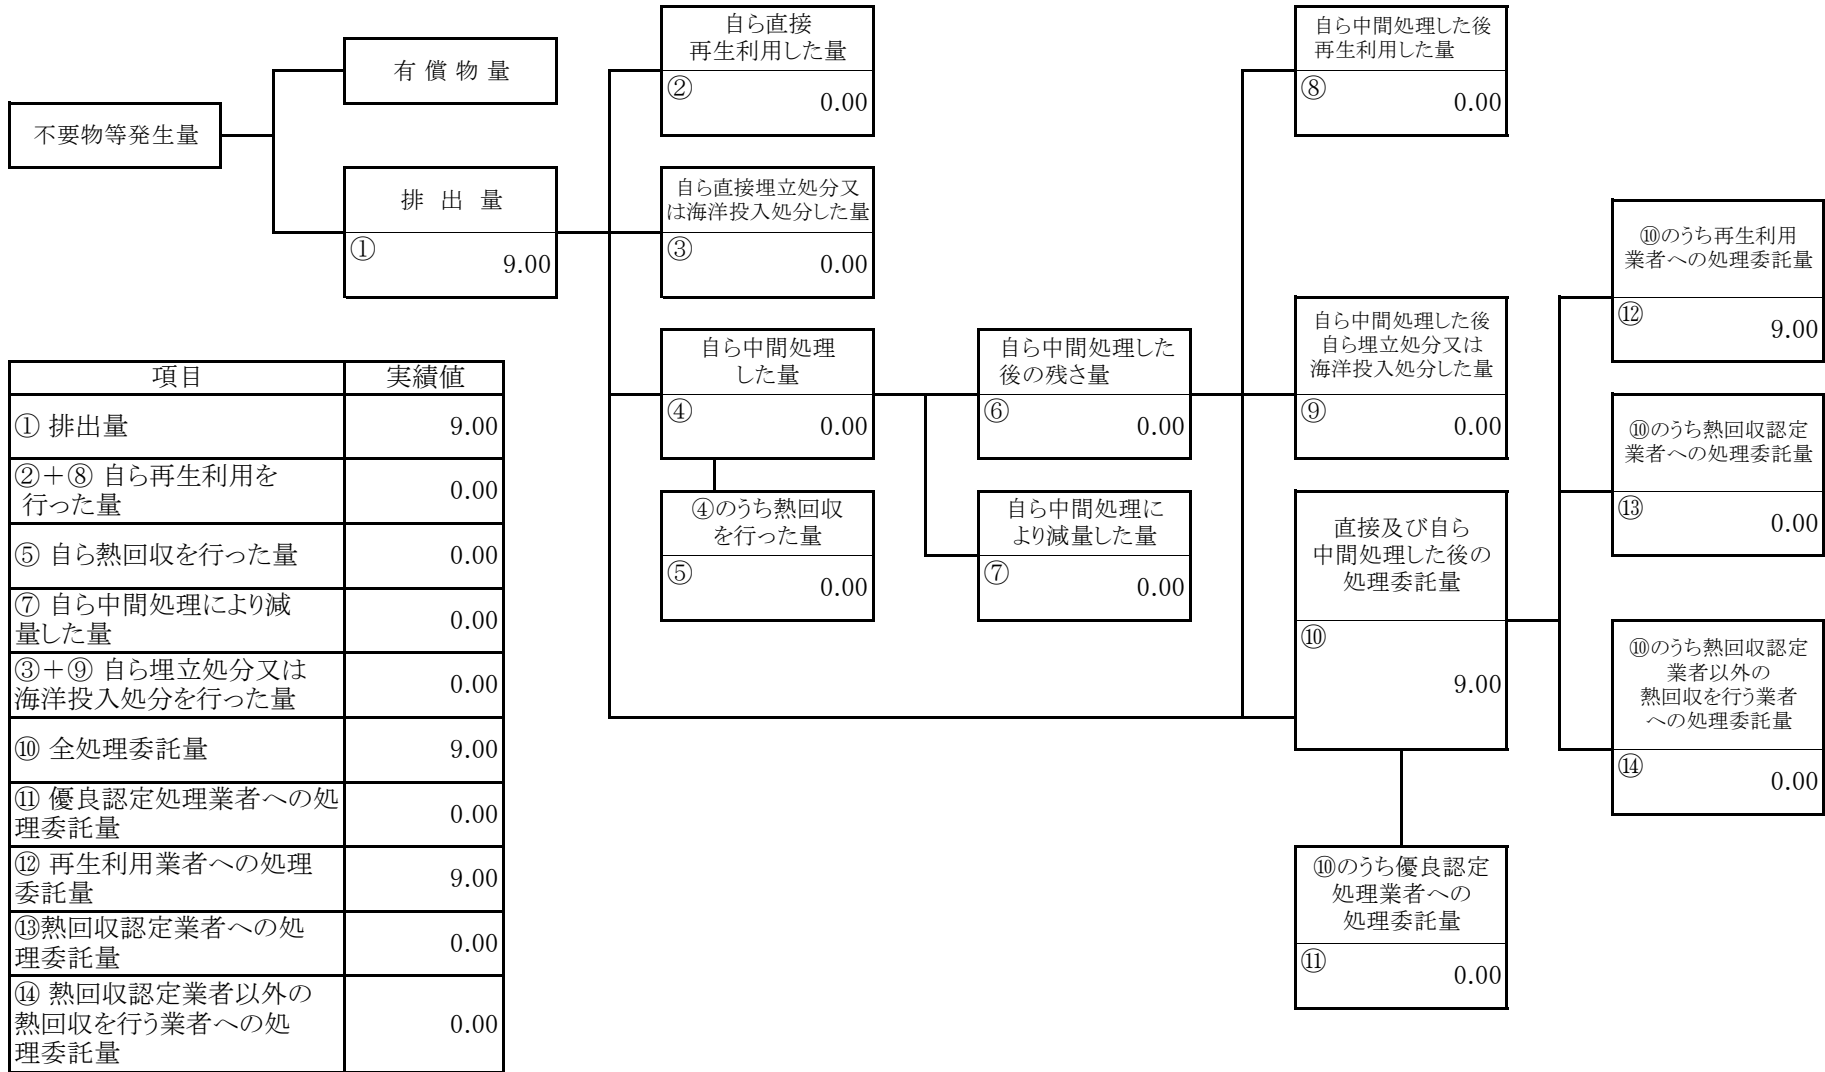 不要物等発生量
有 償 物 量
排 出 量
①
9.00
自ら直接
再生利用した量
②
0.00
自ら直接埋立処分又
は海洋投入処分した量
③
0.00
自ら中間処理
した量
④
0.00
④のうち熱回収
を行った量
⑤
0.00
自ら中間処理した
後の残さ量
⑥
0.00
自ら中間処理に
より減量した量
⑦
0.00
自ら中間処理した後
再生利用した量
⑧
0.00
自ら中間処理した後
自ら埋立処分又は
海洋投入処分した量
⑨
0.00
直接及び自ら
中間処理した後の
処理委託量
⑩
9.00
⑩のうち優良認定
処理業者への
処理委託量
⑪
0.00
⑩のうち再生利用
業者への処理委託量
⑫
9.00
⑩のうち熱回収認定
業者への処理委託量
⑬
0.00
⑩のうち熱回収認定
業者以外の
熱回収を行う業者
への処理委託量
⑭
0.00
項目 実績値
① 排出量 9.00
②＋⑧ 自ら再生利用を
行った量 0.00
⑤ 自ら熱回収を行った量 0.00
⑦ 自ら中間処理により減
量した量 0.00
③＋⑨ 自ら埋立処分又は
海洋投入処分を行った量 0.00
⑩ 全処理委託量 9.00
⑪ 優良認定処理業者への処
理委託量 0.00
⑫ 再生利用業者への処理
委託量 9.00
⑬熱回収認定業者への処
理委託量 0.00
⑭ 熱回収認定業者以外の
熱回収を行う業者への処
理委託量 0.00